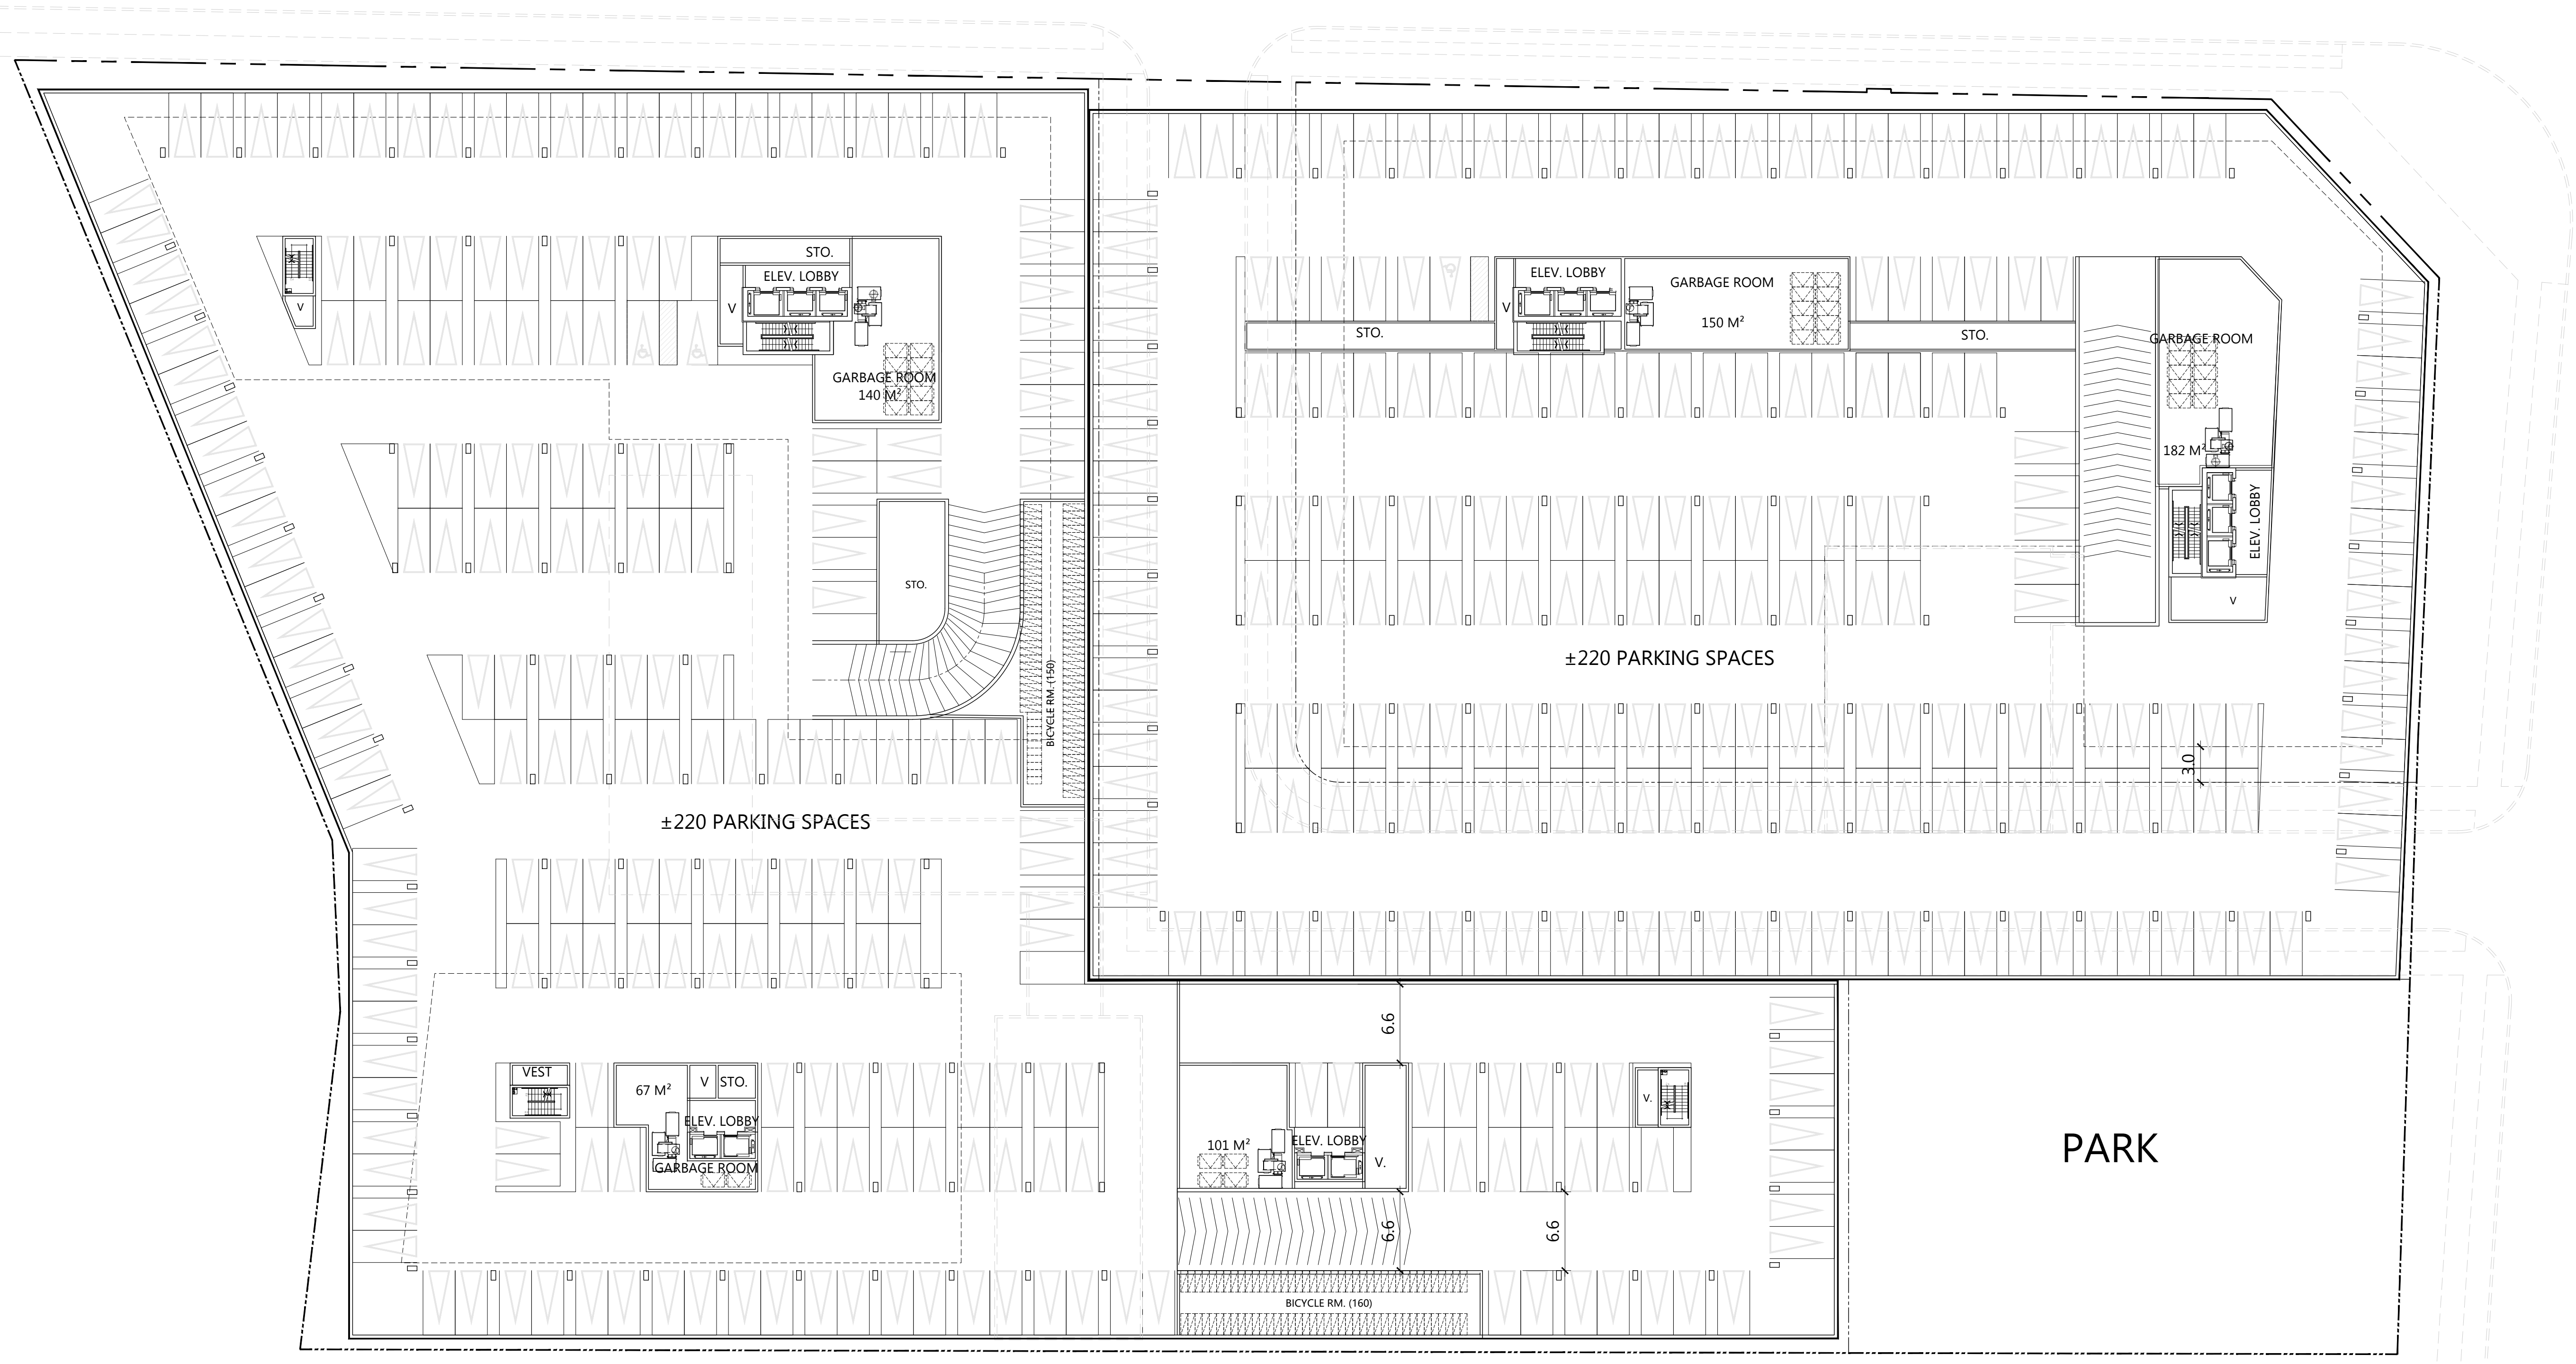 STO.
ELEV. LOBBY
V
V
GARBAGE ROOM
140 M²
STO.
BICYCLE RM. (150)
±220 PARKING SPACES
VEST
67 M²
V
STO.
ELEV. LOBBY
GARBAGE ROOM
ELEV. LOBBY
V
GARBAGE ROOM
150 M²
STO.
STO.
GARBAGE ROOM
182 M²
ELEV. LOBBY
V
±220 PARKING SPACES
3.0
6.6
101 M²
ELEV. LOBBY
V.
V.
6.6
6.6
BICYCLE RM. (160)
PARK